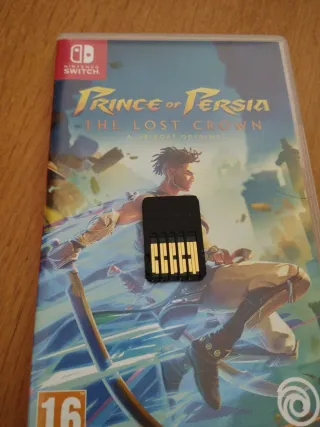 NINTENDO
SWITCH
PRINCE OF PERSIA
THE LOST CROWN
A UBISOFT ORIGINAL
16